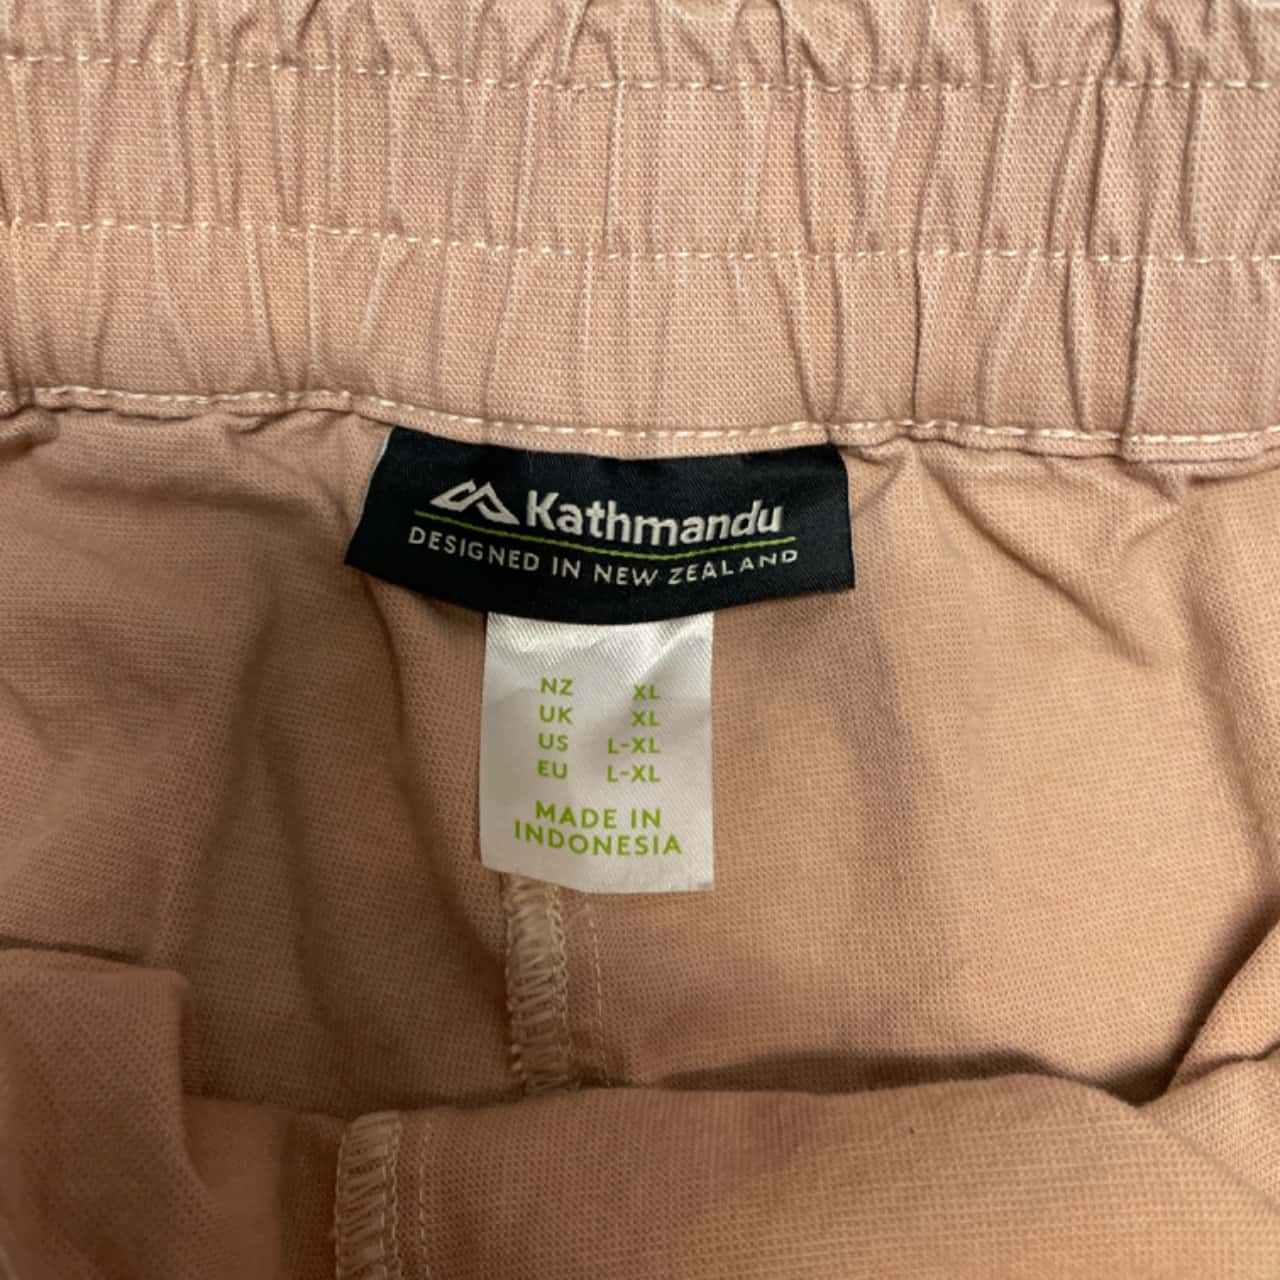 Kathmandu
DESIGNED IN NEW ZEALAND
NZ XL
UK XL
US L-XL
EU L-XL
MADE IN
INDONESIA